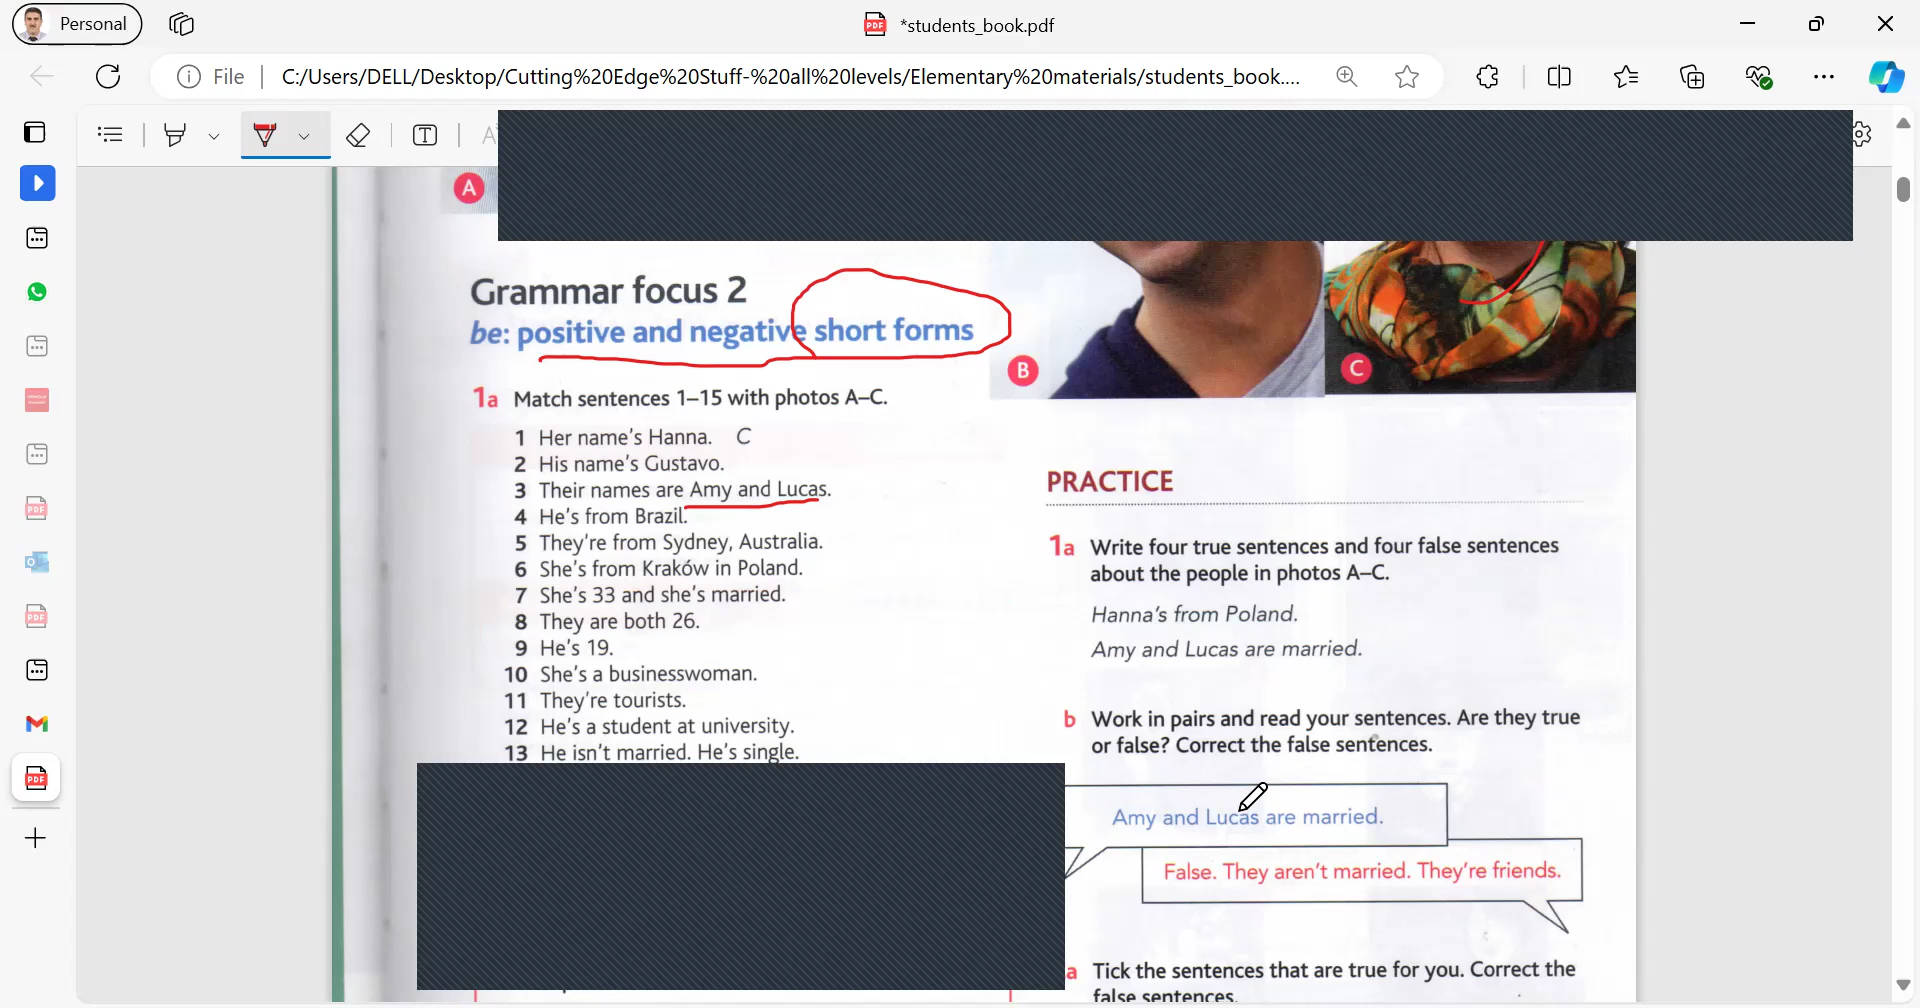 Personal
*students_book.pdf
File
C:/Users/DELL/Desktop/Cutting%20Edge%20Stuff-%20all%20levels/Elementary%20materials/students_book....
A
Grammar focus 2
be: positive and negative short forms
B
C
1a Match sentences 1–15 with photos A–C.
1 Her name's Hanna. C
2 His name's Gustavo.
3 Their names are Amy and Lucas.
4 He's from Brazil.
5 They're from Sydney, Australia.
6 She's from Kraków in Poland.
7 She's 33 and she's married.
8 They are both 26.
9 He's 19.
10 She's a businesswoman.
11 They're tourists.
12 He's a student at university.
13 He isn't married. He's single.
PRACTICE
1a Write four true sentences and four false sentences
about the people in photos A–C.
Hanna's from Poland.
Amy and Lucas are married.
b Work in pairs and read your sentences. Are they true
or false? Correct the false sentences.
Amy and Lucas are married.
False. They aren't married. They're friends.
a Tick the sentences that are true for you. Correct the
false sentences.